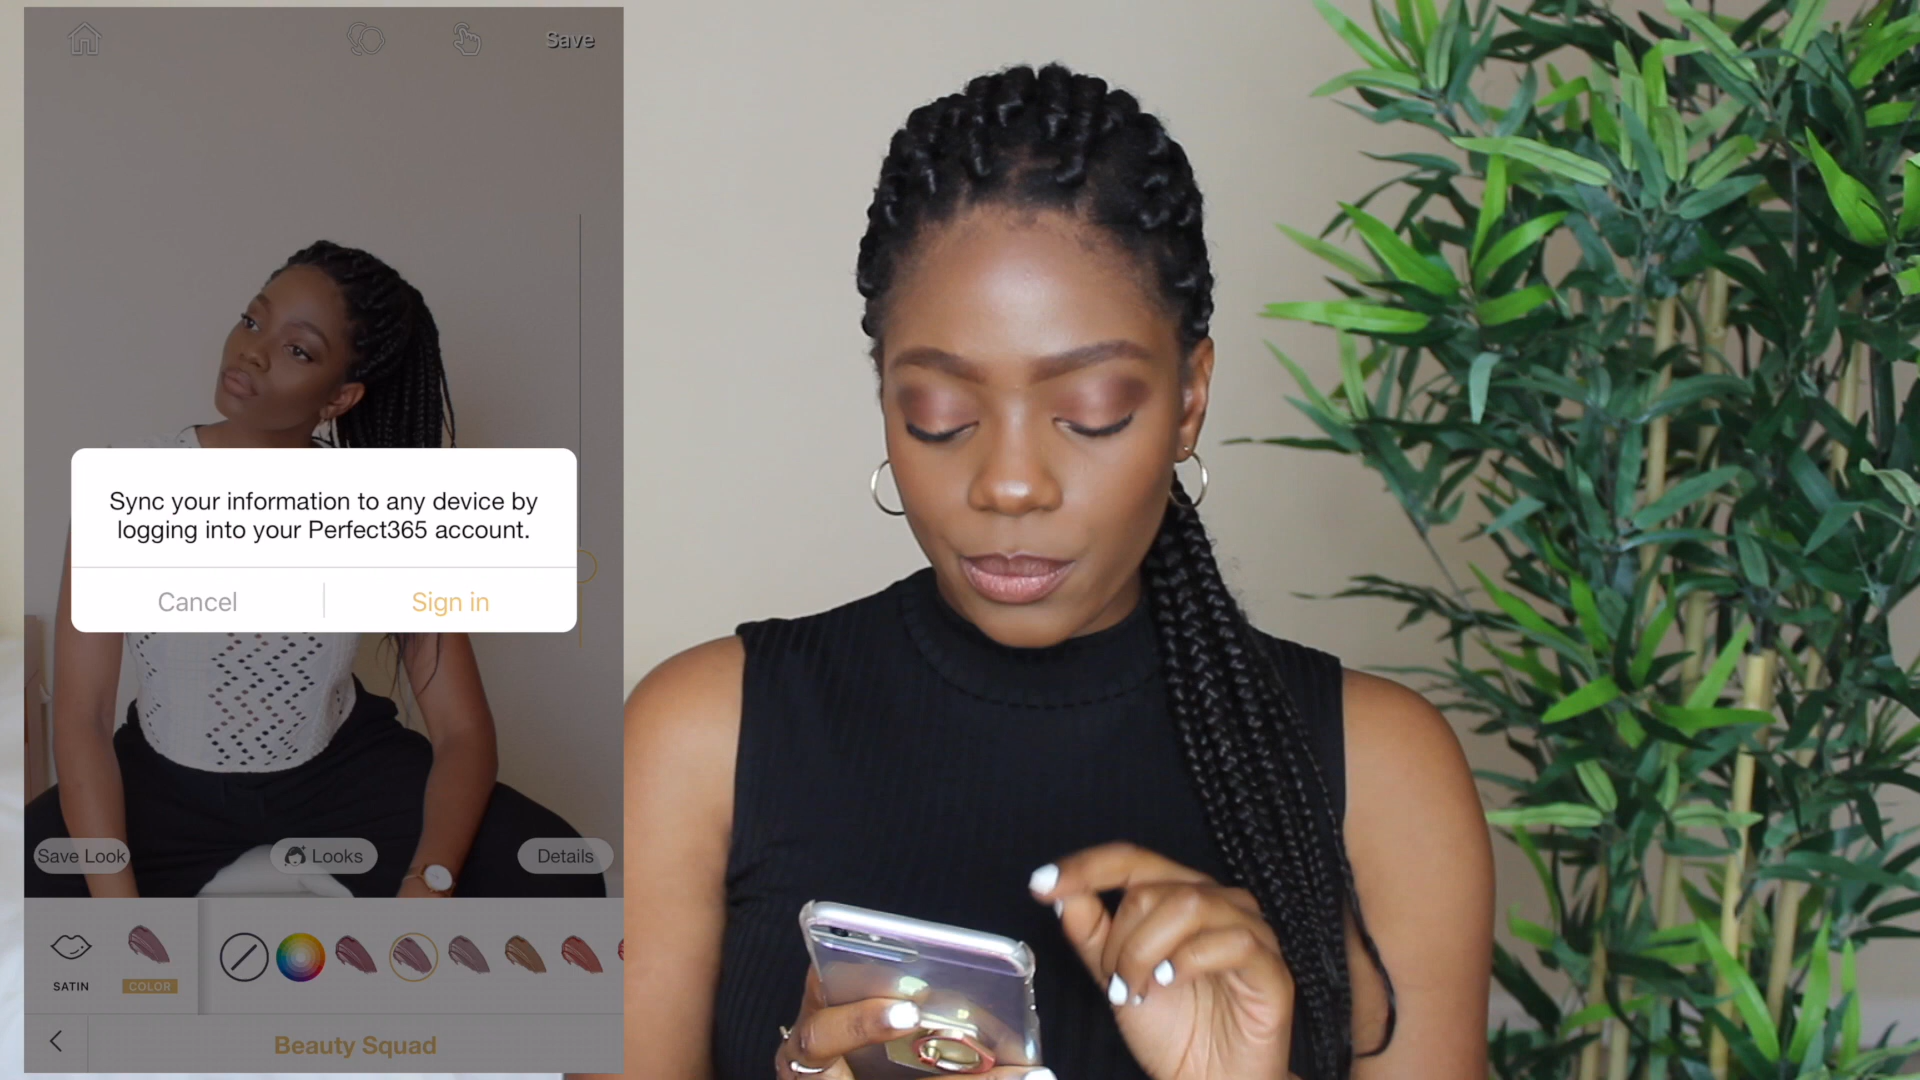 Save
Sync your information to any device by
logging into your Perfect365 account.
Cancel
Sign in
Save Look
Looks
Details
SATIN
COLOR
Beauty Squad